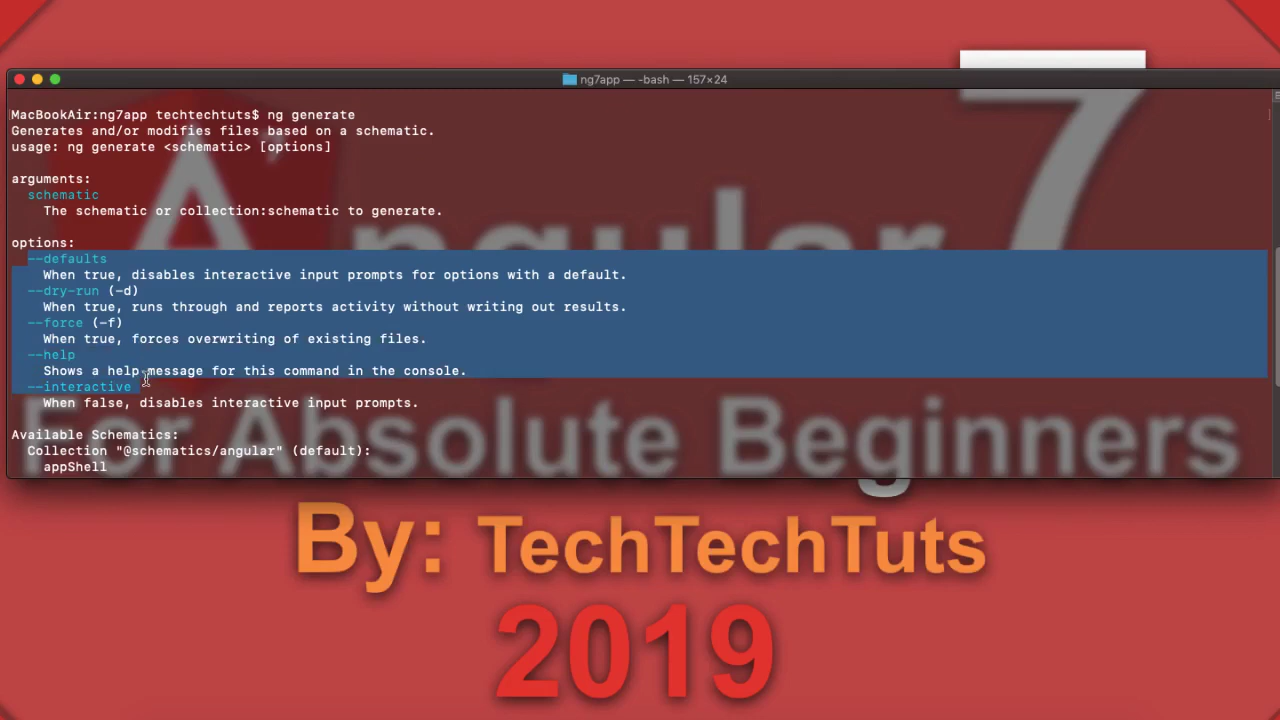 ng7app — -bash — 157×24
MacBookAir:ng7app techtechtuts$ ng generate
Generates and/or modifies files based on a schematic.
usage: ng generate <schematic> [options]
arguments:
schematic
The schematic or collection:schematic to generate.
options:
--defaults
When true, disables interactive input prompts for options with a default.
--dry-run (-d)
When true, runs through and reports activity without writing out results.
--force (-f)
When true, forces overwriting of existing files.
--help
Shows a help message for this command in the console.
--interactive
When false, disables interactive input prompts.
Available Schematics:
Collection "@schematics/angular" (default):
appShell
Angular 7
For Absolute Beginners
By: TechTechTuts
2019